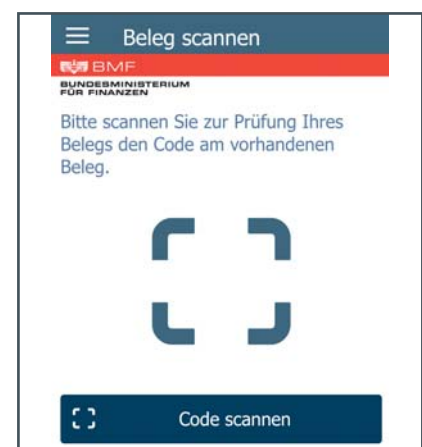 Beleg scannen
BMF
BUNDESMINISTERIUM
FÜR FINANZEN
Bitte scannen Sie zur Prüfung Ihres
Belegs den Code am vorhandenen
Beleg.
Code scannen